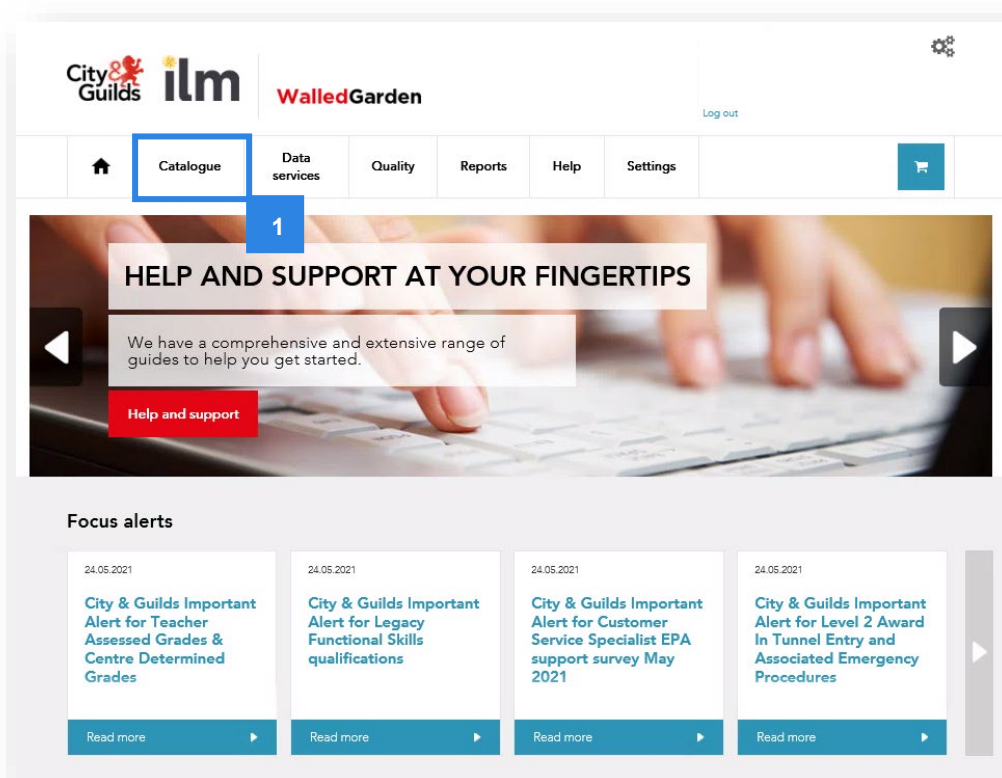 City&
Guilds
ilm
WalledGarden
Log out
Catalogue
Data
services
Quality
Reports
Help
Settings
1
HELP AND SUPPORT AT YOUR FINGERTIPS
We have a comprehensive and extensive range of
guides to help you get started.
Help and support
Focus alerts
24.05.2021
City & Guilds Important
Alert for Teacher
Assessed Grades &
Centre Determined
Grades
Read more
24.05.2021
City & Guilds Important
Alert for Legacy
Functional Skills
qualifications
Read more
24.05.2021
City & Guilds Important
Alert for Customer
Service Specialist EPA
support survey May
2021
Read more
24.05.2021
City & Guilds Important
Alert for Level 2 Award
In Tunnel Entry and
Associated Emergency
Procedures
Read more